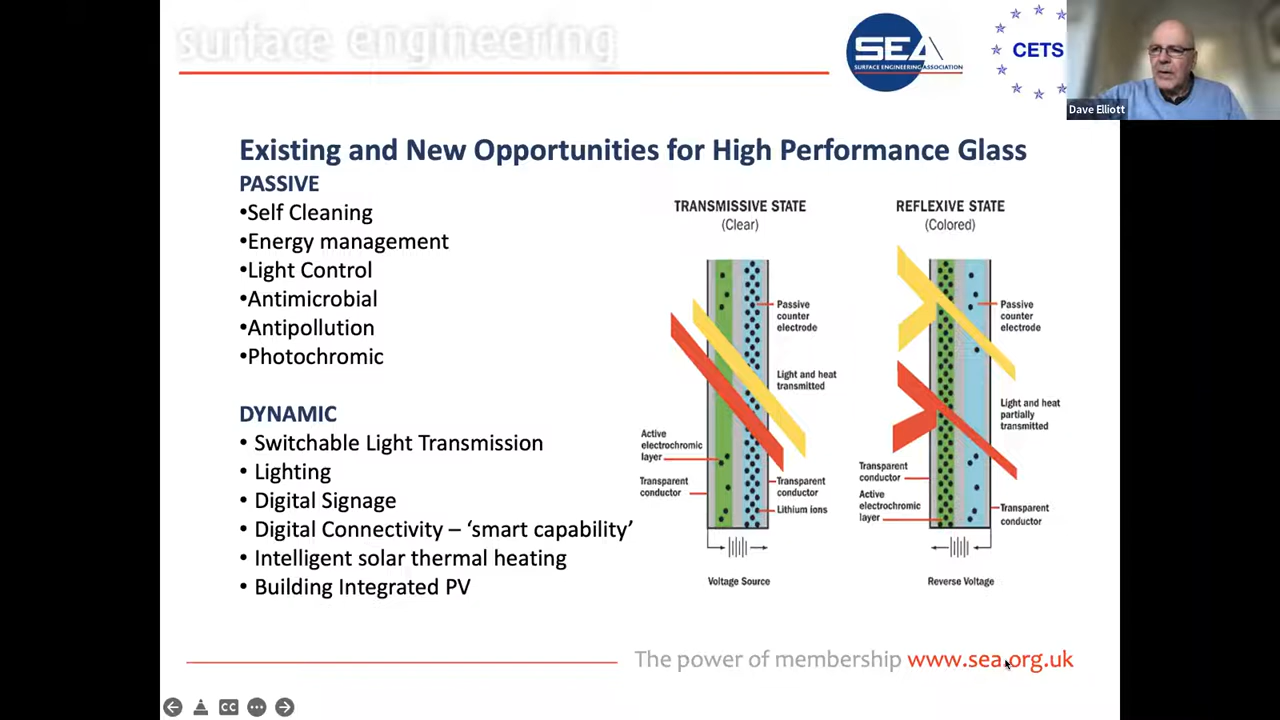 surface engineering
SEA
SURFACE ENGINEERING ASSOCIATION
CETS
Dave Elliott
Existing and New Opportunities for High Performance Glass
PASSIVE
•Self Cleaning
•Energy management
•Light Control
•Antimicrobial
•Antipollution
•Photochromic
DYNAMIC
• Switchable Light Transmission
• Lighting
• Digital Signage
• Digital Connectivity – ‘smart capability’
• Intelligent solar thermal heating
• Building Integrated PV
TRANSMISSIVE STATE
(Clear)
Passive
counter
electrode
Light and heat
transmitted
Active
electrochromic
layer
Transparent
conductor
Transparent
conductor
Lithium ions
Voltage Source
REFLEXIVE STATE
(Colored)
Passive
counter
electrode
Light and heat
partially
transmitted
Transparent
conductor
Active
electrochromic
layer
Transparent
conductor
Reverse Voltage
The power of membership www.sea.org.uk
CC